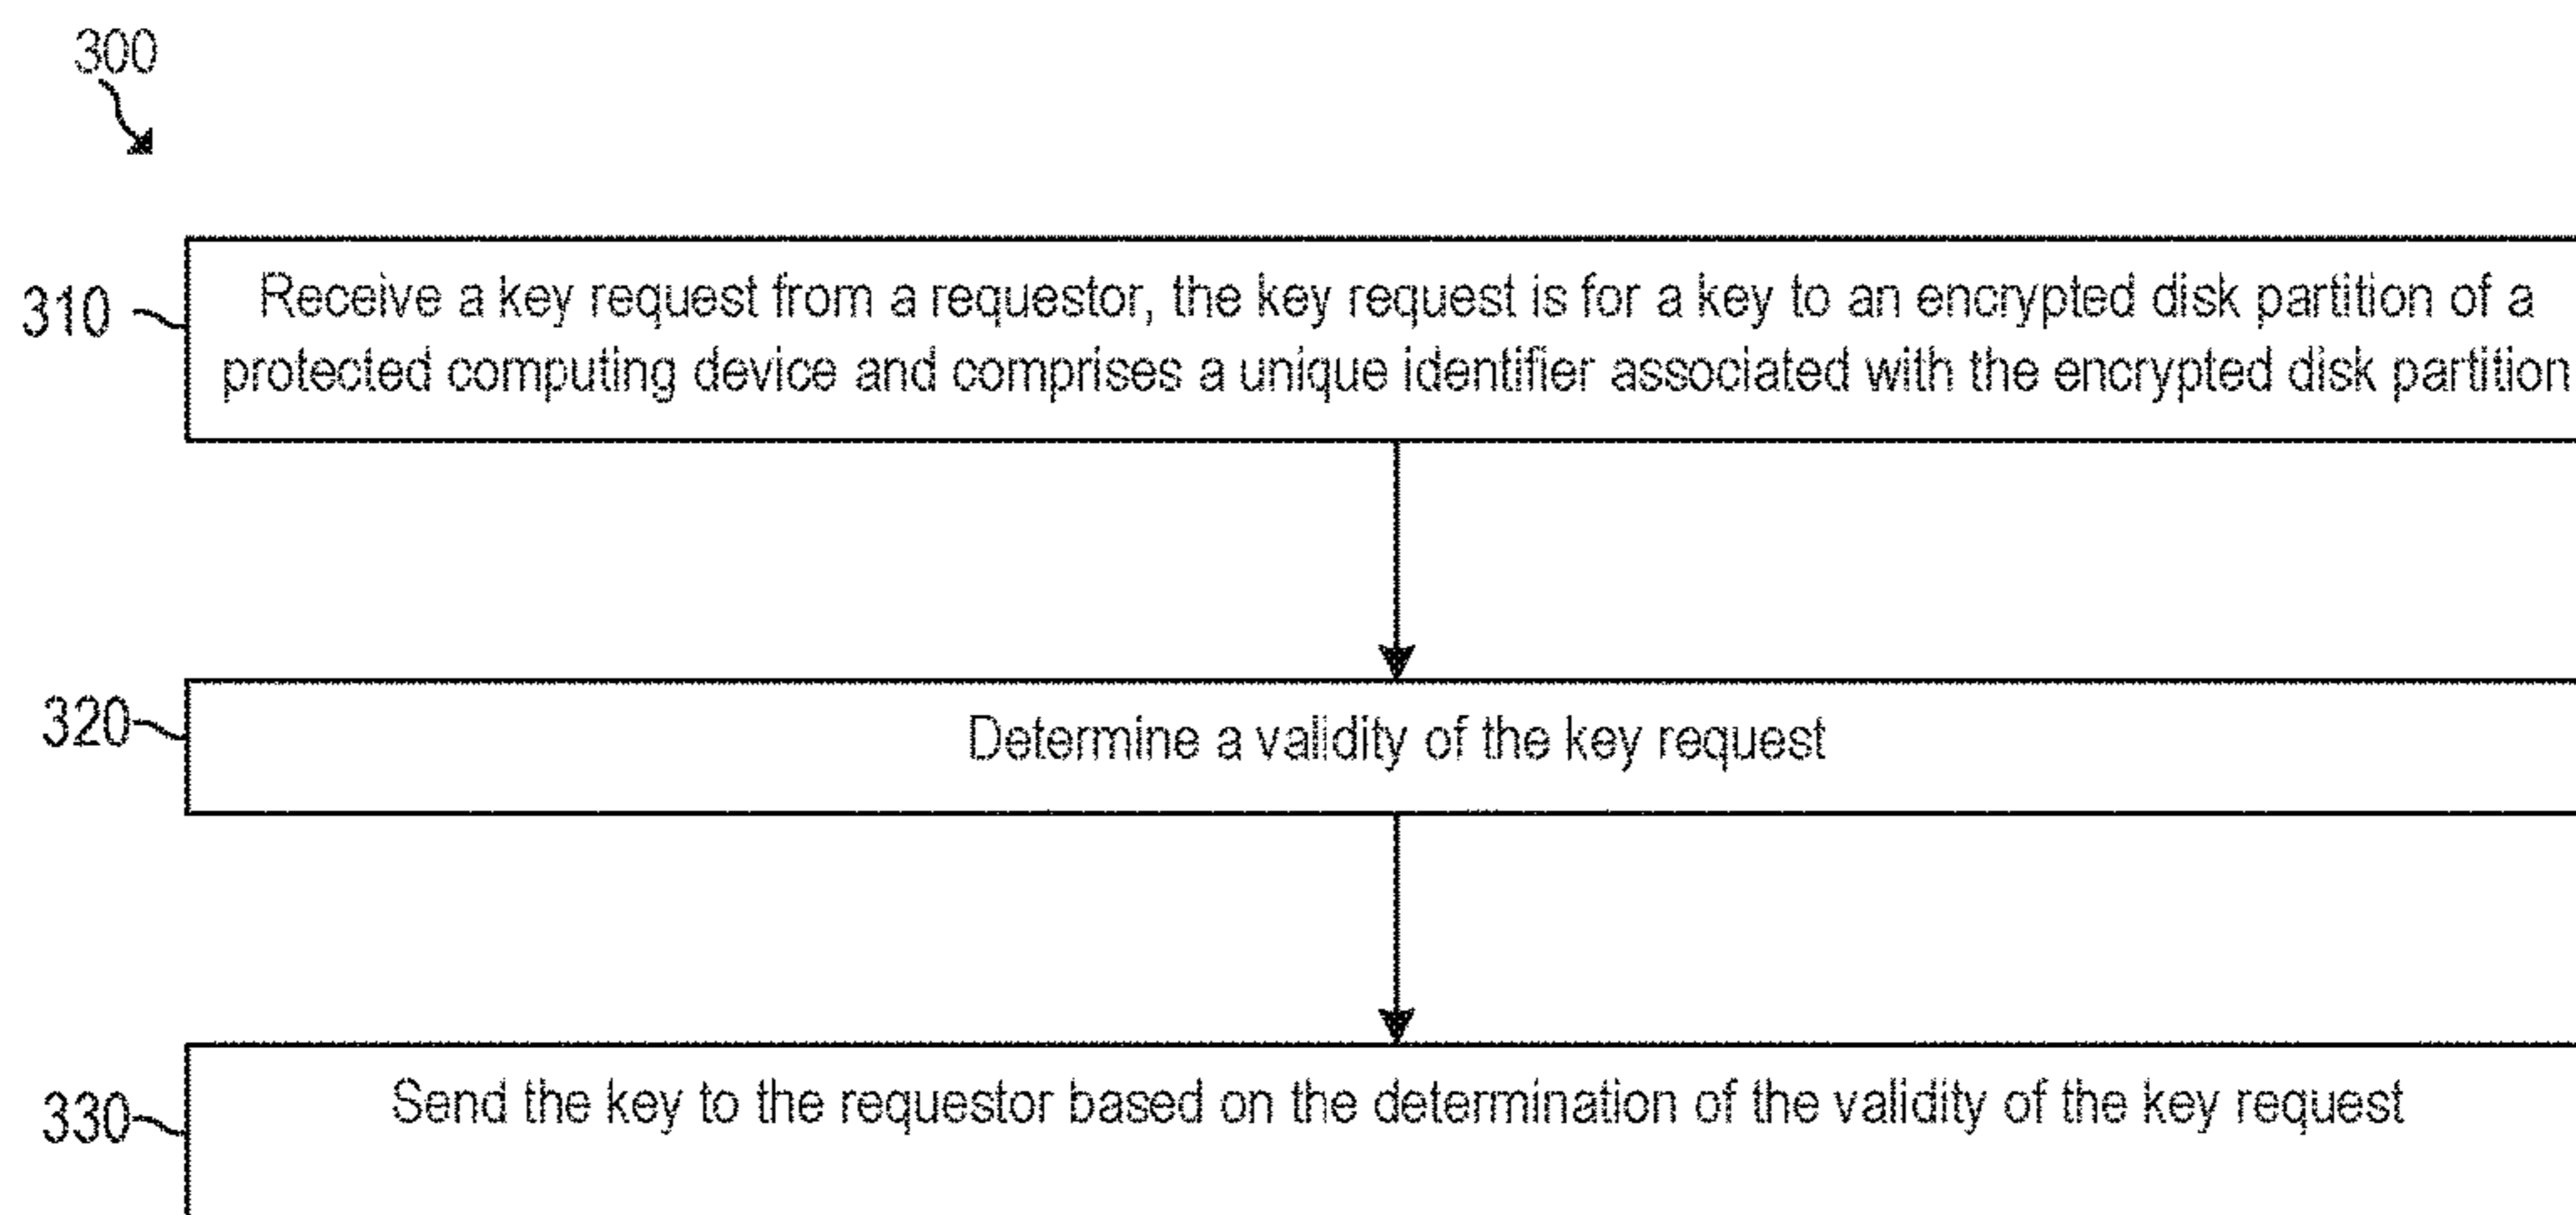 300
310
Receive a key request from a requestor, the key request is for a key to an encrypted disk partition of a
protected computing device and comprises a unique identifier associated with the encrypted disk partition
320
Determine a validity of the key request
330
Send the key to the requestor based on the determination of the validity of the key request